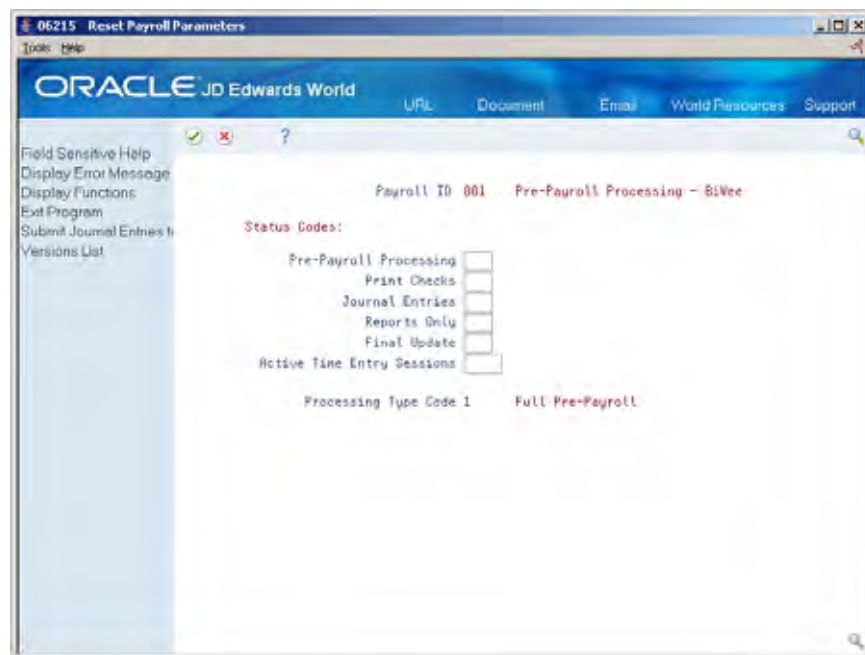 06215 Reset Payroll Parameters
Tools Help
ORACLE JD Edwards World
URL Document Email World Resources Support
?
Field Sensitive Help
Display Error Message
Display Functions
Exit Program
Submit Journal Entries
Versions List
Payroll ID 801 Pre-Payroll Processing - BiWee
Status Codes:
Pre-Payroll Processing
Print Checks
Journal Entries
Reports Only
Final Update
Active Time Entry Sessions
Processing Type Code 1 Full Pre-Payroll